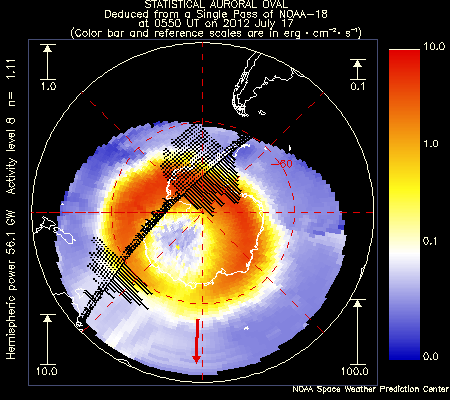 STATISTICAL AURORAL OVAL
Deduced from a Single Pass of NOAA-18
at 0550 UT on 2012 July 17
(Color bar and reference scales are in erg · cm⁻² · s⁻¹)
Hemispheric power 56.1 GW Activity level 8 n= 1.11
1.0
0.1
-60
10.0
100.0
10.0
1.0
0.1
0.0
NOAA Space Weather Prediction Center